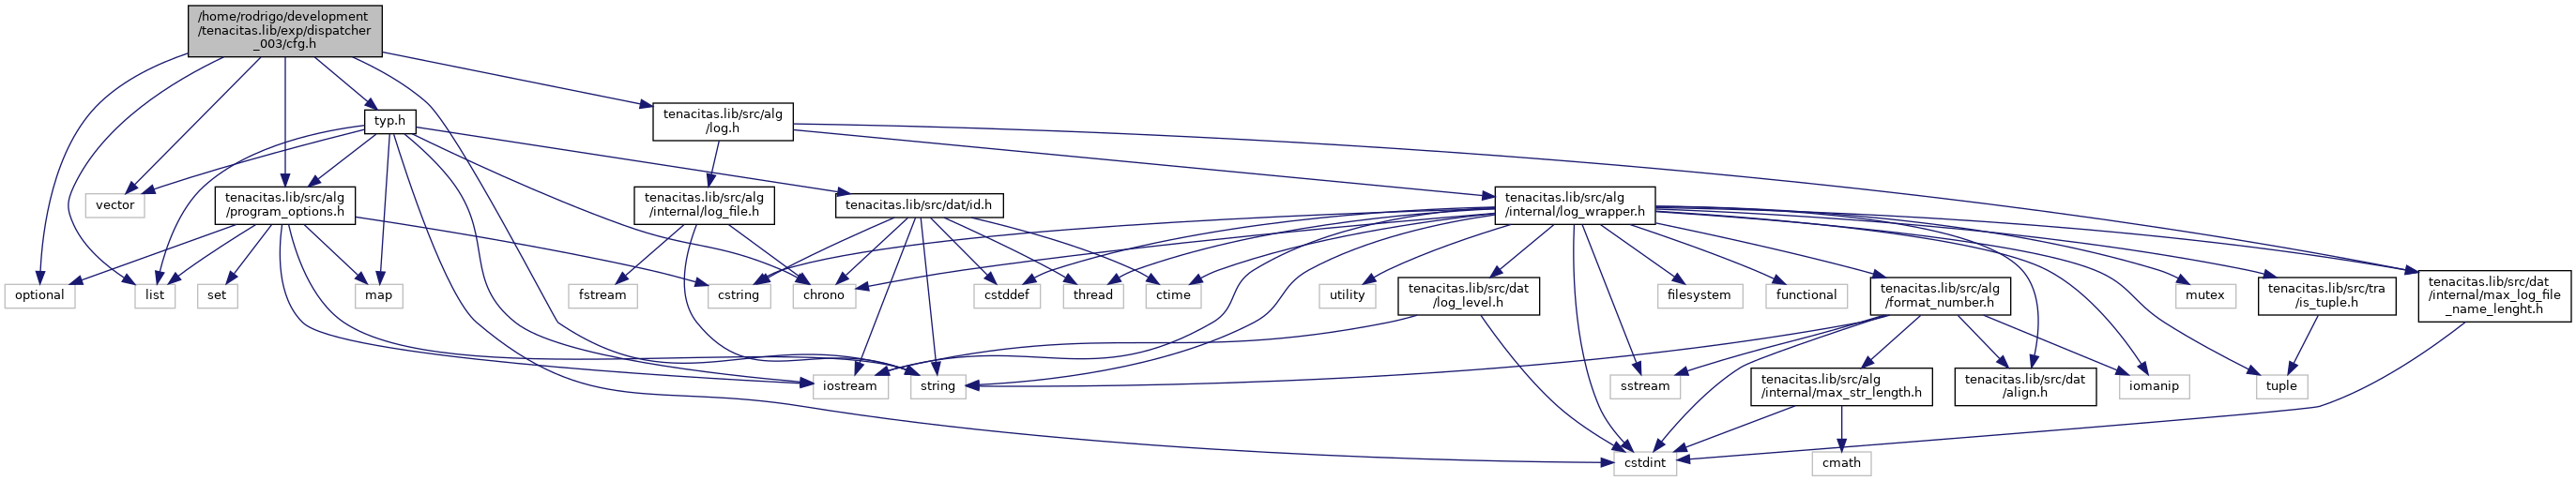 /home/rodrigo/development
/tenacitas.lib/exp/dispatcher
_003/cfg.h
tenacitas.lib/src/alg
/log.h
typ.h
vector
tenacitas.lib/src/alg
/program_options.h
tenacitas.lib/src/alg
/internal/log_file.h
tenacitas.lib/src/dat/id.h
tenacitas.lib/src/alg
/internal/log_wrapper.h
optional
list
set
map
fstream
cstring
chrono
cstddef
thread
ctime
utility
tenacitas.lib/src/dat
/log_level.h
filesystem
functional
tenacitas.lib/src/alg
/format_number.h
mutex
tenacitas.lib/src/tra
/is_tuple.h
tenacitas.lib/src/dat
/internal/max_log_file
_name_lenght.h
iostream
string
sstream
tenacitas.lib/src/alg
/internal/max_str_length.h
tenacitas.lib/src/dat
/align.h
iomanip
tuple
cstdint
cmath